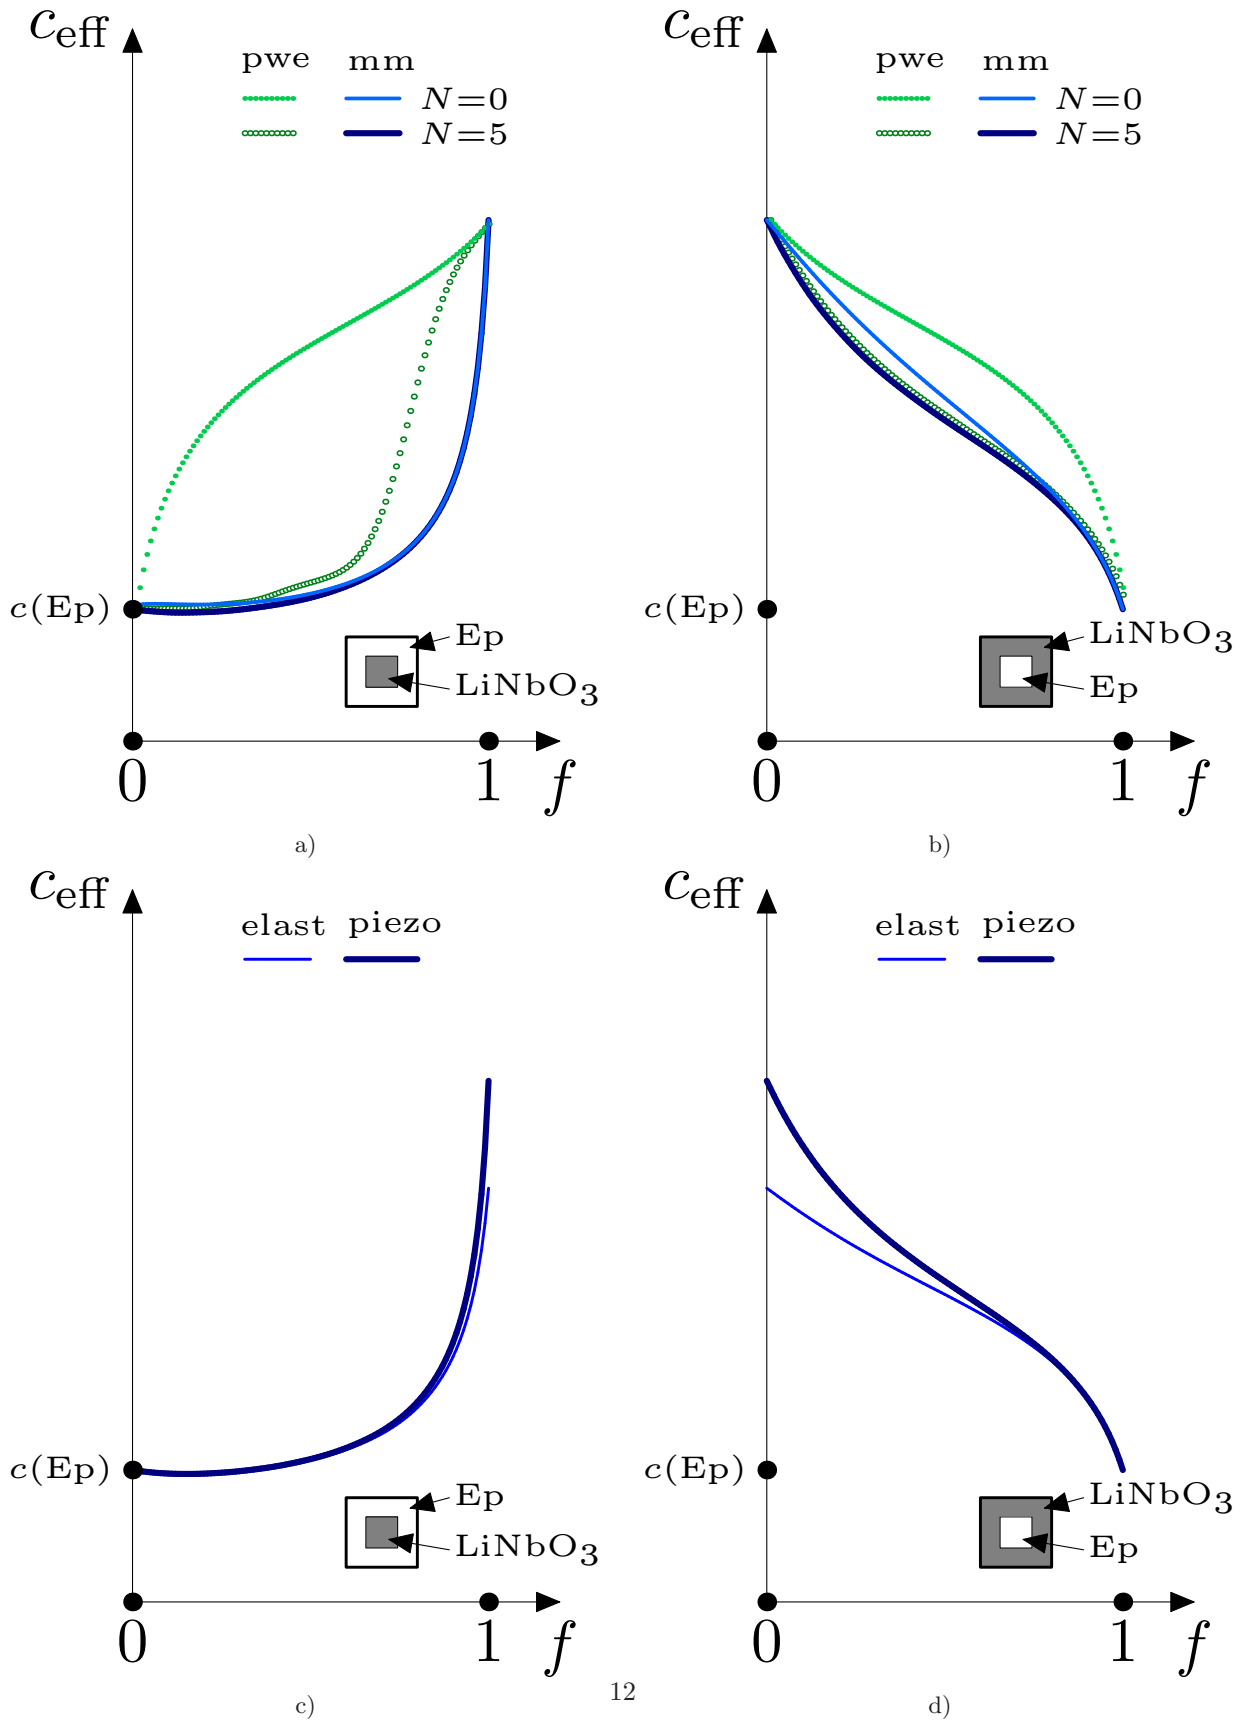 c_eff c_eff
pwe mm pwe mm
N=0 N=0
N=5 N=5
c(Ep) c(Ep)
Ep LiNbO3
LiNbO3 Ep
0 1 f 0 1 f
a) b)
c_eff c_eff
elast piezo elast piezo
c(Ep) c(Ep)
Ep LiNbO3
LiNbO3 Ep
0 1 f 0 1 f
12
c) d)